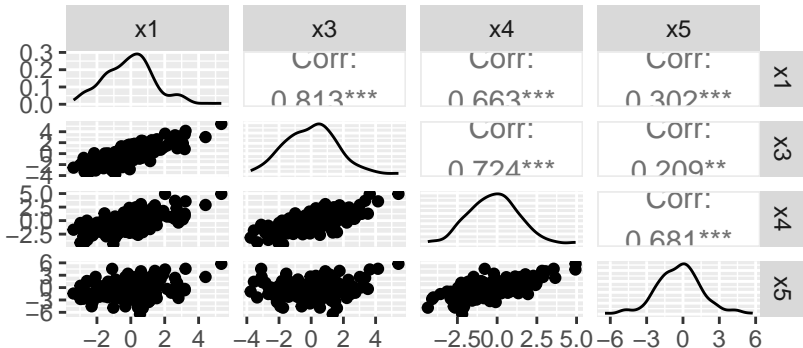 x1 x3 x4 x5
0.3
0.2
0.1
0.0
Corr:
0.813***
Corr:
0.663***
Corr:
0.302***
x1
4
2
0
−2
−4
Corr:
0.724***
Corr:
0.209**
x3
5.0
2.5
0.0
−2.5
Corr:
0.681***
x4
6
3
0
−3
−6
x5
−2 0 2 4
−4 −2 0 2 4
−2.5 0.0 2.5 5.0
−6 −3 0 3 6